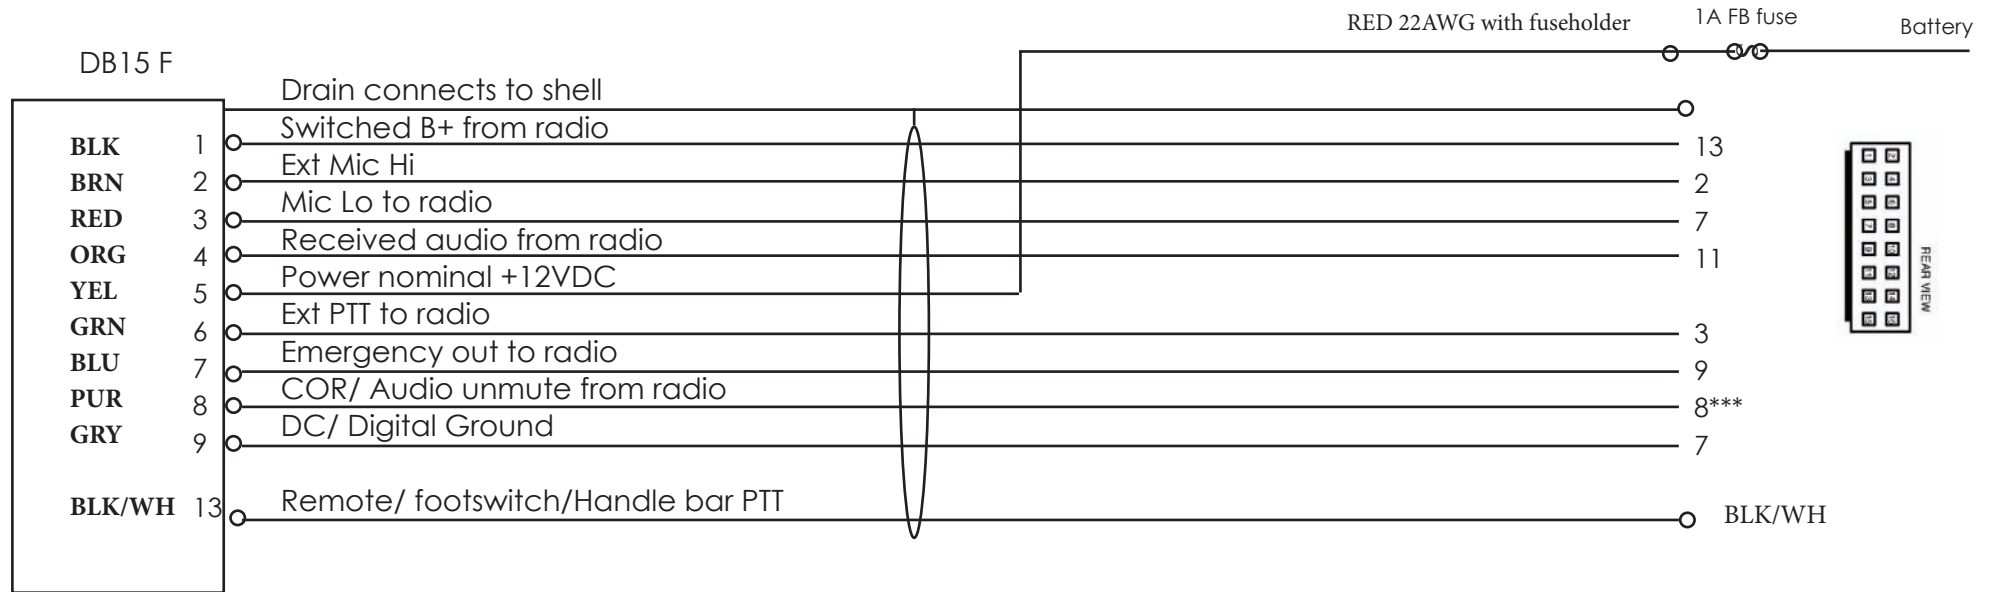 RED 22AWG with fuseholder 1A FB fuse Battery
DB15 F
Drain connects to shell
BLK 1 Switched B+ from radio 13
BRN 2 Ext Mic Hi 2
RED 3 Mic Lo to radio 7
ORG 4 Received audio from radio 11
YEL 5 Power nominal +12VDC
GRN 6 Ext PTT to radio 3
BLU 7 Emergency out to radio 9
PUR 8 COR/ Audio unmute from radio 8***
GRY 9 DC/ Digital Ground 7
BLK/WH 13 Remote/ footswitch/Handle bar PTT BLK/WH
REAR VIEW